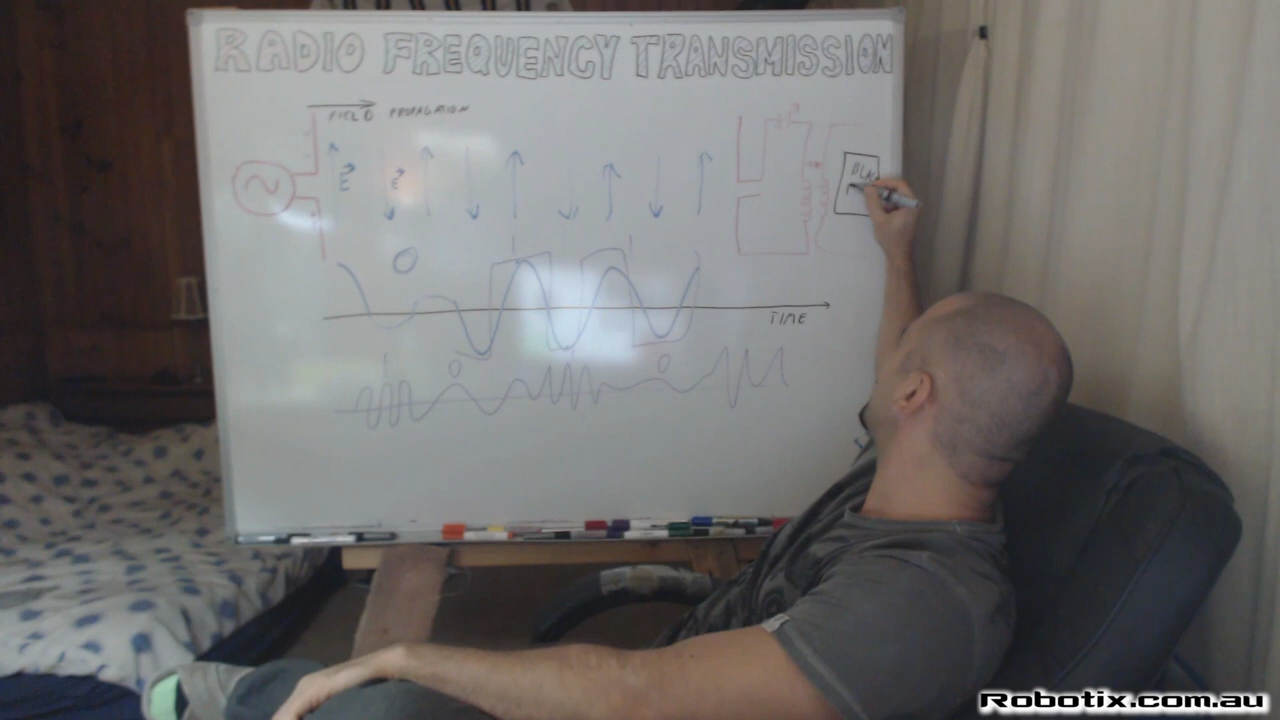 RADIO FREQUENCY TRANSMISSION
FIELD PROPAGATION
E
E
TIME
Robotix.com.au